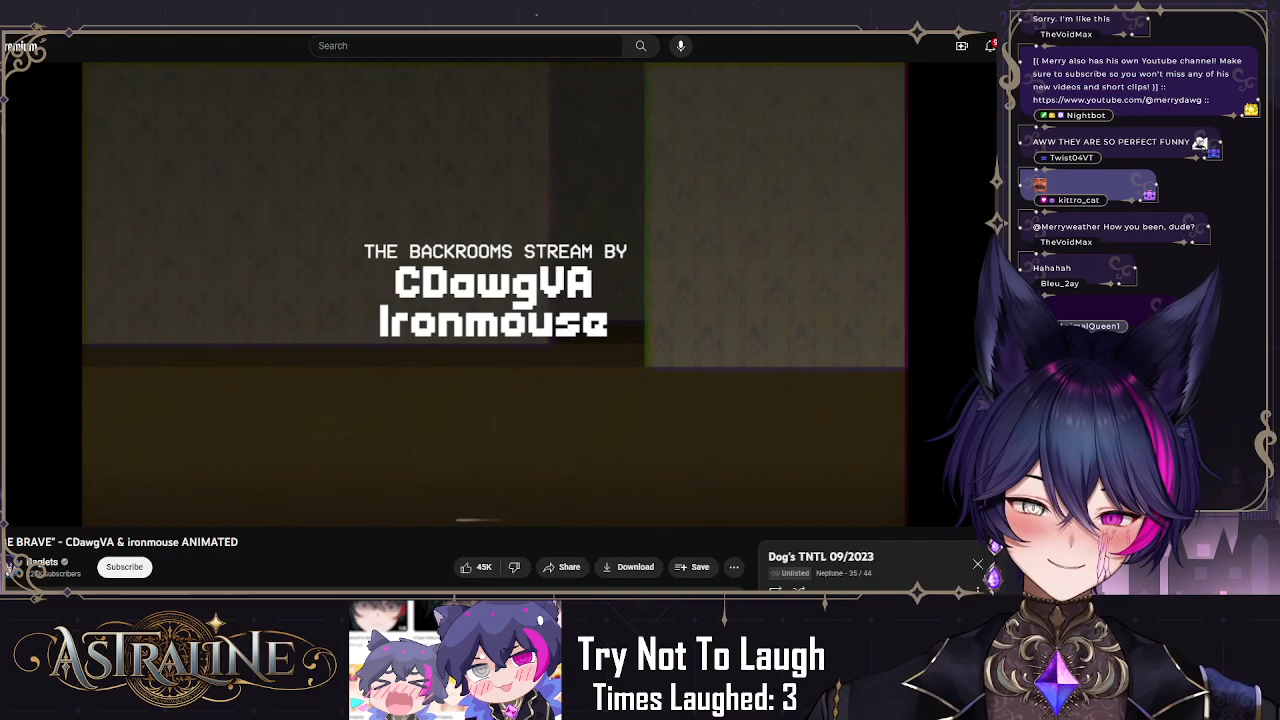 Search
THE BACKROOMS STREAM BY
CDawgVA
Ironmouse
BRAVE" - CDawgVA & ironmouse ANIMATED
Subscribe
45K
Share
Download
Save
Dog's TNTL 09/2023
Unlisted
Neptune - 35 / 44
Sorry. I'm like this
TheVoidMax
[( Merry also has his own Youtube channel! Make
sure to subscribe so you won't miss any of his
new videos and short clips! )] ::
https://www.youtube.com/@merrydawg ::
Nightbot
AWW THEY ARE SO PERFECT FUNNY
Twist04VT
kittro_cat
@Merryweather How you been, dude?
TheVoidMax
Hahahah
Bleu_2ay
ASTRALINE
Try Not To Laugh
Times Laughed: 3